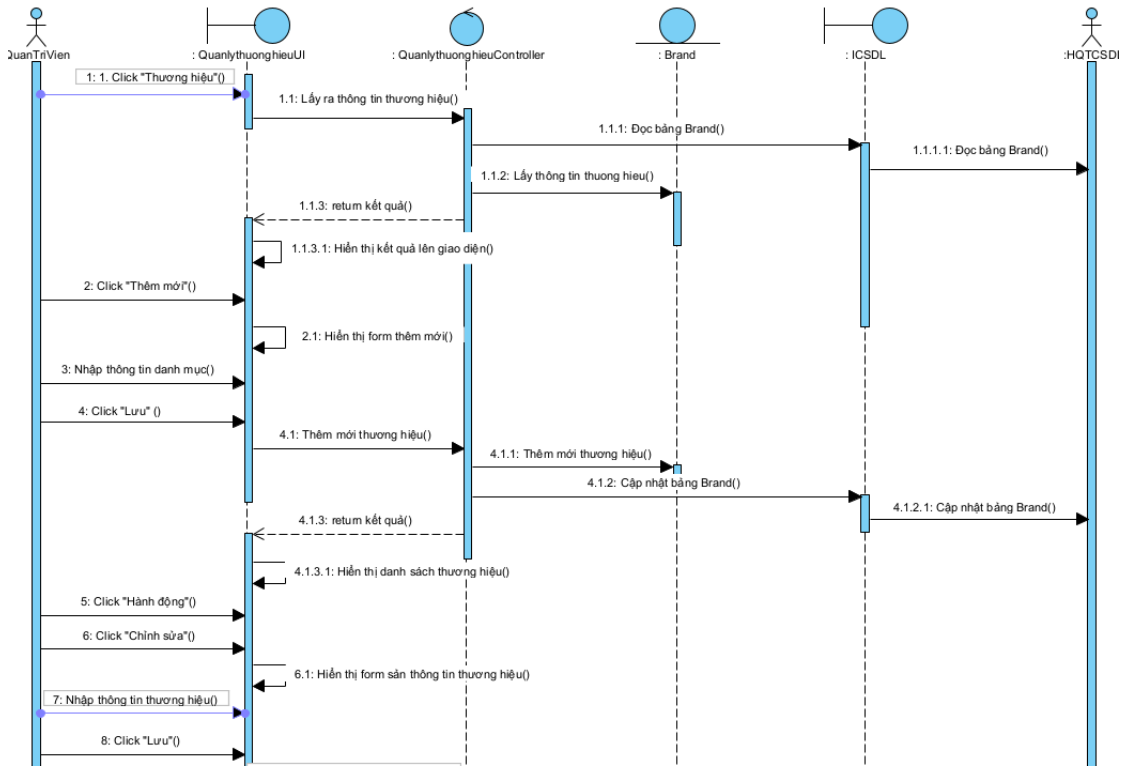 QuanTriVien
: QuanlythuonghieuUI
: QuanlythuonghieuController
: Brand
: ICSDL
:HQTCSDl
1: 1. Click "Thương hiệu"()
1.1: Lấy ra thông tin thương hiệu()
1.1.1: Đọc bảng Brand()
1.1.1.1: Đọc bảng Brand()
1.1.2: Lấy thông tin thuong hieu()
1.1.3: return kết quả()
1.1.3.1: Hiển thị kết quả lên giao diện()
2: Click "Thêm mới"()
2.1: Hiển thị form thêm mới()
3: Nhập thông tin danh mục()
4: Click "Lưu" ()
4.1: Thêm mới thương hiệu()
4.1.1: Thêm mới thương hiệu()
4.1.2: Cập nhật bảng Brand()
4.1.2.1: Cập nhật bảng Brand()
4.1.3: return kết quả()
4.1.3.1: Hiển thị danh sách thương hiệu()
5: Click "Hành động"()
6: Click "Chỉnh sửa"()
6.1: Hiển thị form sản thông tin thương hiệu()
7: Nhập thông tin thương hiệu()
8: Click "Lưu"()